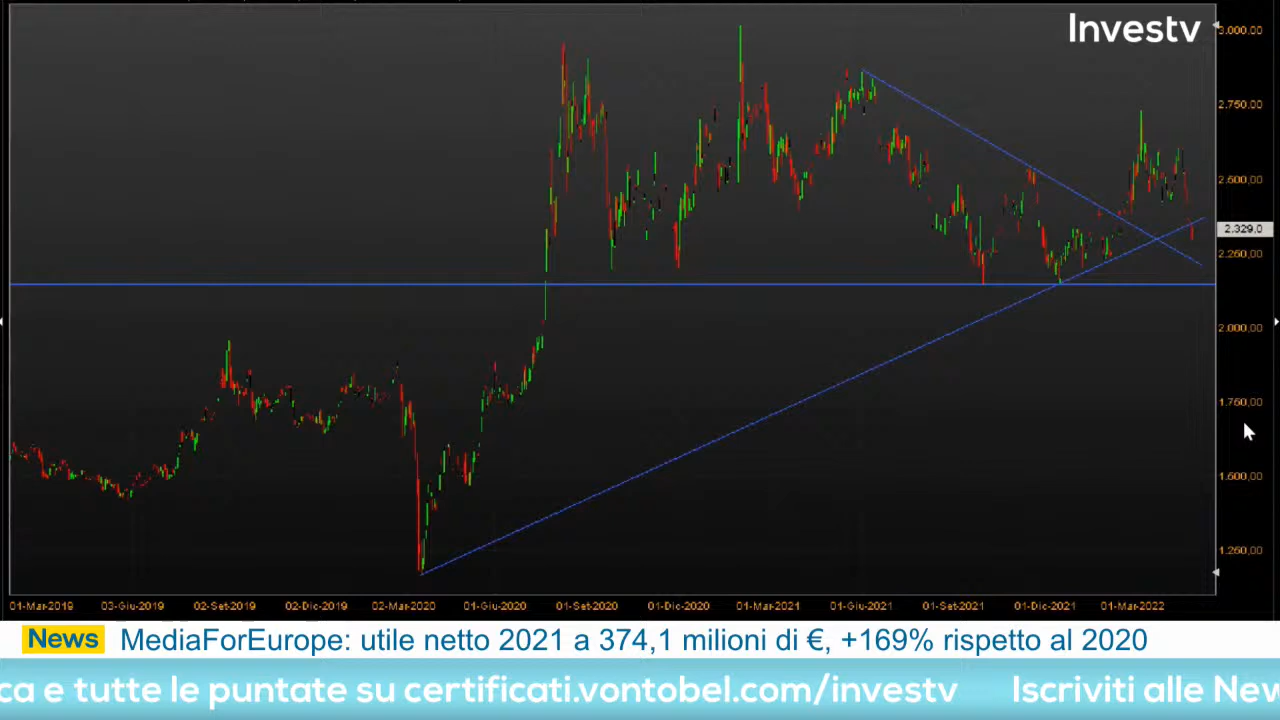 Investv
3.000,00
2.750,00
2.500,00
2.329,0
2.250,00
2.000,00
1.750,00
1.500,00
1.250,00
01-Mar-2019 03-Giu-2019 02-Set-2019 02-Dic-2019 02-Mar-2020 01-Giu-2020 01-Set-2020 01-Dic-2020 01-Mar-2021 01-Giu-2021 01-Set-2021 01-Dic-2021 01-Mar-2022
News MediaForEurope: utile netto 2021 a 374,1 milioni di €, +169% rispetto al 2020
ca e tutte le puntate su certificati.vontobel.com/investv Iscriviti alle New